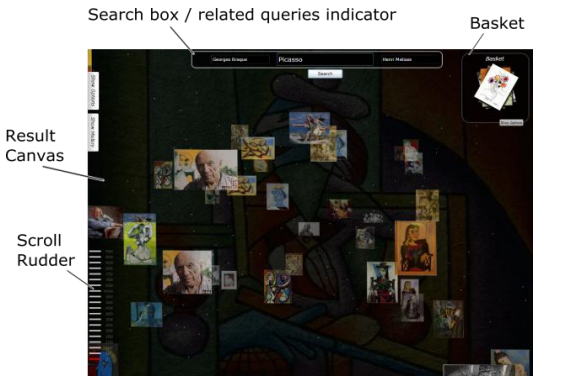 Search box / related queries indicator
Basket
Georges Braque
Picasso
Henri Matisse
Basket
Search
Show Options
Show History
Result
Canvas
Scroll
Rudder